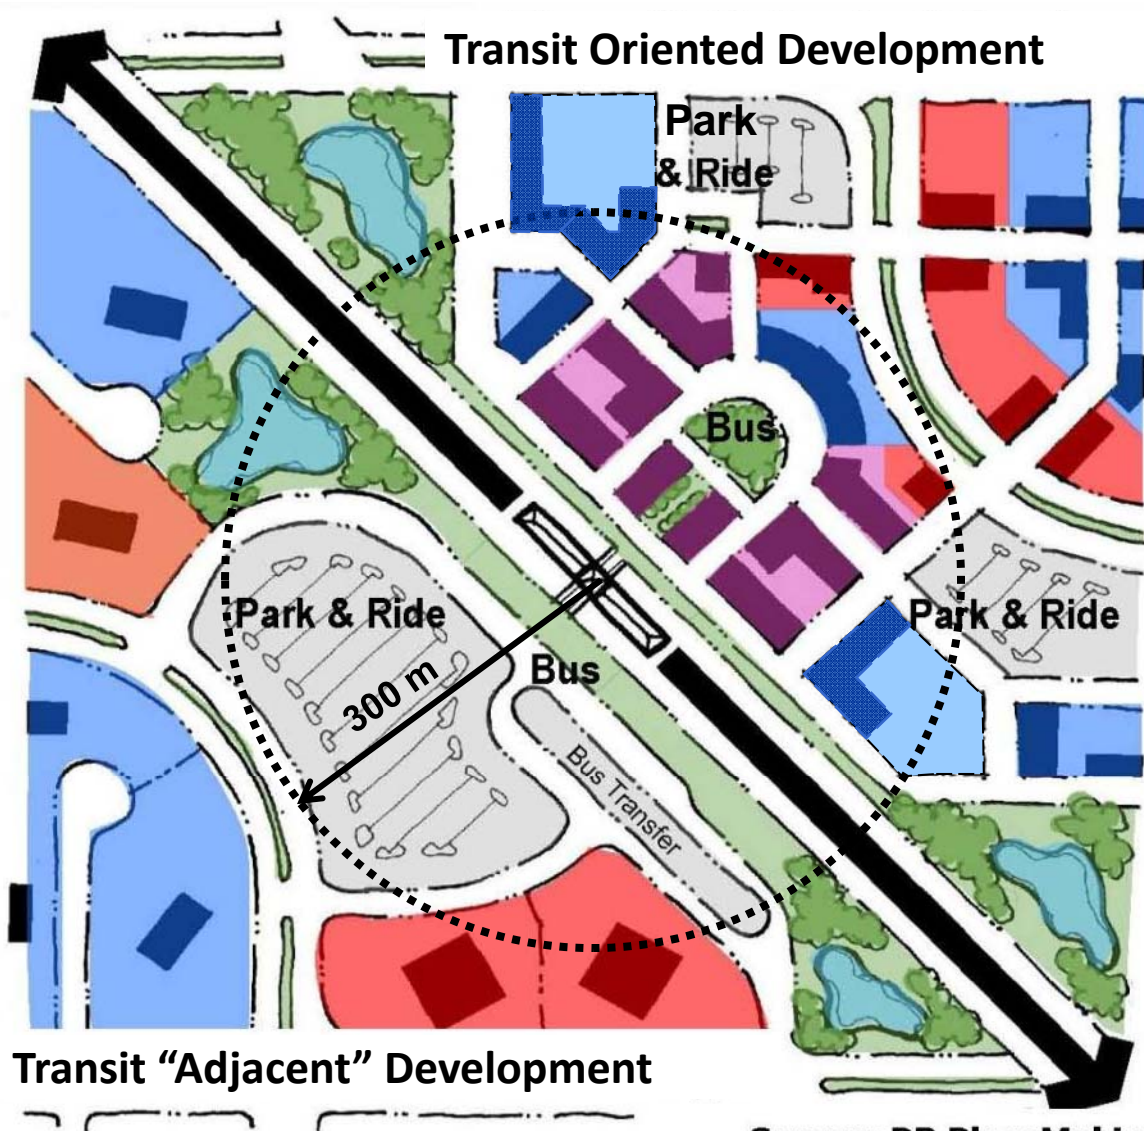 Transit Oriented Development
Park
& Ride
Bus
Park & Ride
Park & Ride
Bus
300 m
Bus Transfer
Transit “Adjacent” Development